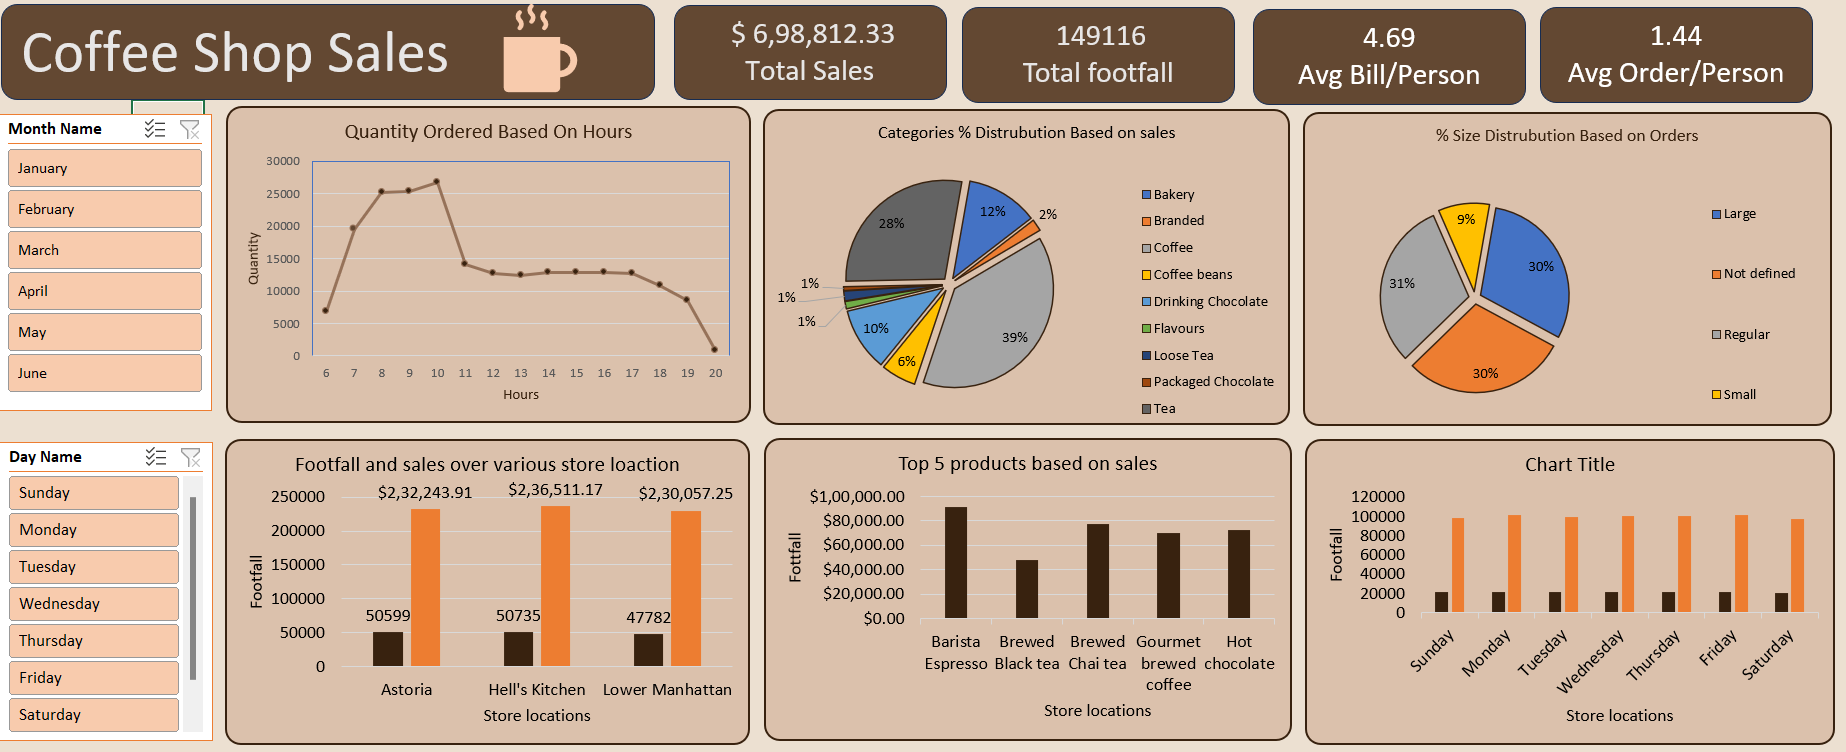 Coffee Shop Sales
$ 6,98,812.33
Total Sales
149116
Total footfall
4.69
Avg Bill/Person
1.44
Avg Order/Person
Month Name
January
February
March
April
May
June
Day Name
Sunday
Monday
Tuesday
Wednesday
Thursday
Friday
Saturday
Quantity Ordered Based On Hours
Quantity
30000
25000
20000
15000
10000
5000
0
6 7 8 9 10 11 12 13 14 15 16 17 18 19 20
Hours
Categories % Distrubution Based on sales
12%
2%
39%
6%
10%
1%
1%
1%
28%
Bakery
Branded
Coffee
Coffee beans
Drinking Chocolate
Flavours
Loose Tea
Packaged Chocolate
Tea
% Size Distrubution Based on Orders
9%
30%
31%
30%
Large
Not defined
Regular
Small
Footfall and sales over various store loaction
Footfall
250000
200000
150000
100000
50000
0
$2,32,243.91
$2,36,511.17
$2,30,057.25
50599
50735
47782
Astoria
Hell's Kitchen
Lower Manhattan
Store locations
Top 5 products based on sales
Fottfall
$1,00,000.00
$80,000.00
$60,000.00
$40,000.00
$20,000.00
$0.00
Barista
Espresso
Brewed
Black tea
Brewed
Chai tea
Gourmet
brewed
coffee
Hot
chocolate
Store locations
Chart Title
Footfall
120000
100000
80000
60000
40000
20000
0
Sunday
Monday
Tuesday
Wednesday
Thursday
Friday
Saturday
Store locations